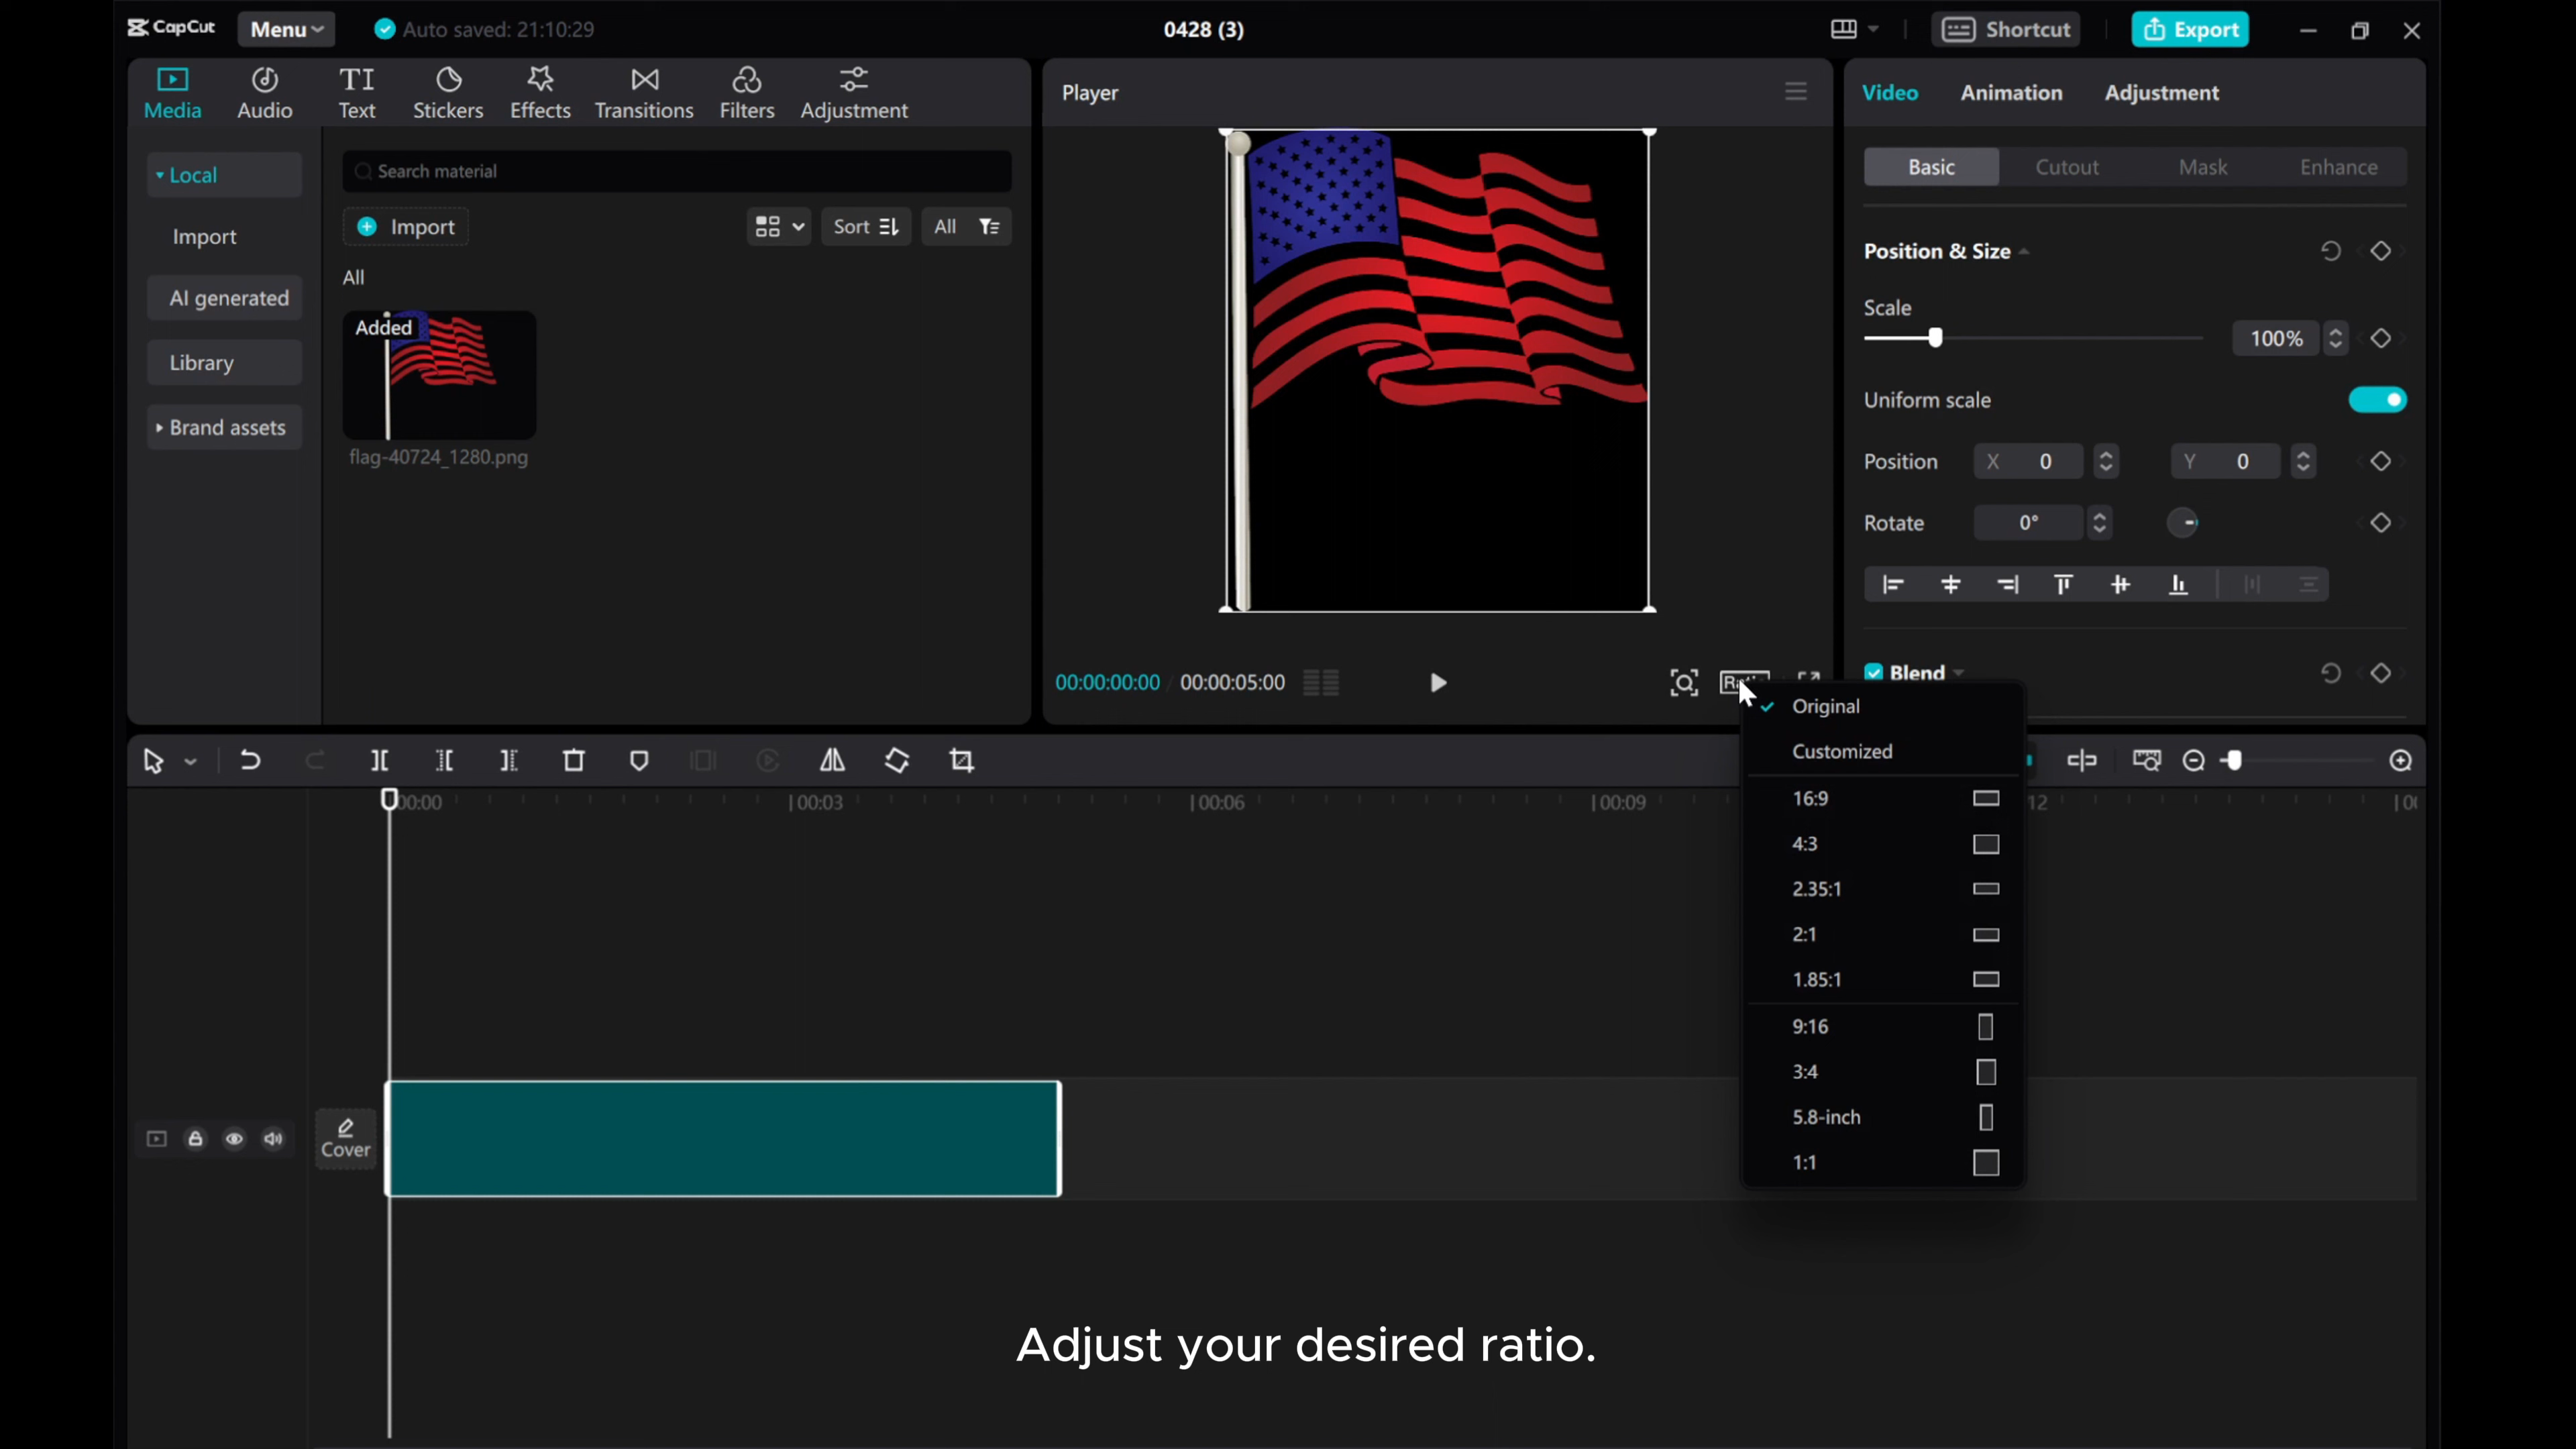 CapCut Menu Auto saved: 21:10:29 0428 (3) Shortcut Export
Media Audio Text Stickers Effects Transitions Filters Adjustment
Local
Import
AI generated
Library
Brand assets
Search material
Import Sort All
All
Added
flag-40724_1280.png
Player
00:00:00:00 / 00:00:05:00
Video Animation Adjustment
Basic Cutout Mask Enhance
Position & Size
Scale
100%
Uniform scale
Position X 0 Y 0
Rotate 0°
Blend
Original
Customized
16:9
4:3
2.35:1
2:1
1.85:1
9:16
3:4
5.8-inch
1:1
00:00 00:03 00:06 00:09
Cover
Adjust your desired ratio.